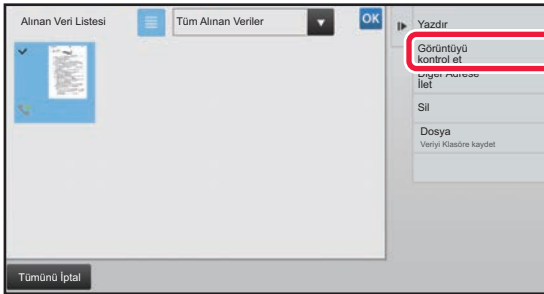 Alınan Veri Listesi
Tüm Alınan Veriler
OK
Yazdır
Görüntüyü
kontrol et
Diğer Adrese
İlet
Sil
Dosya
Veriyi Klasöre kaydet
Tümünü İptal